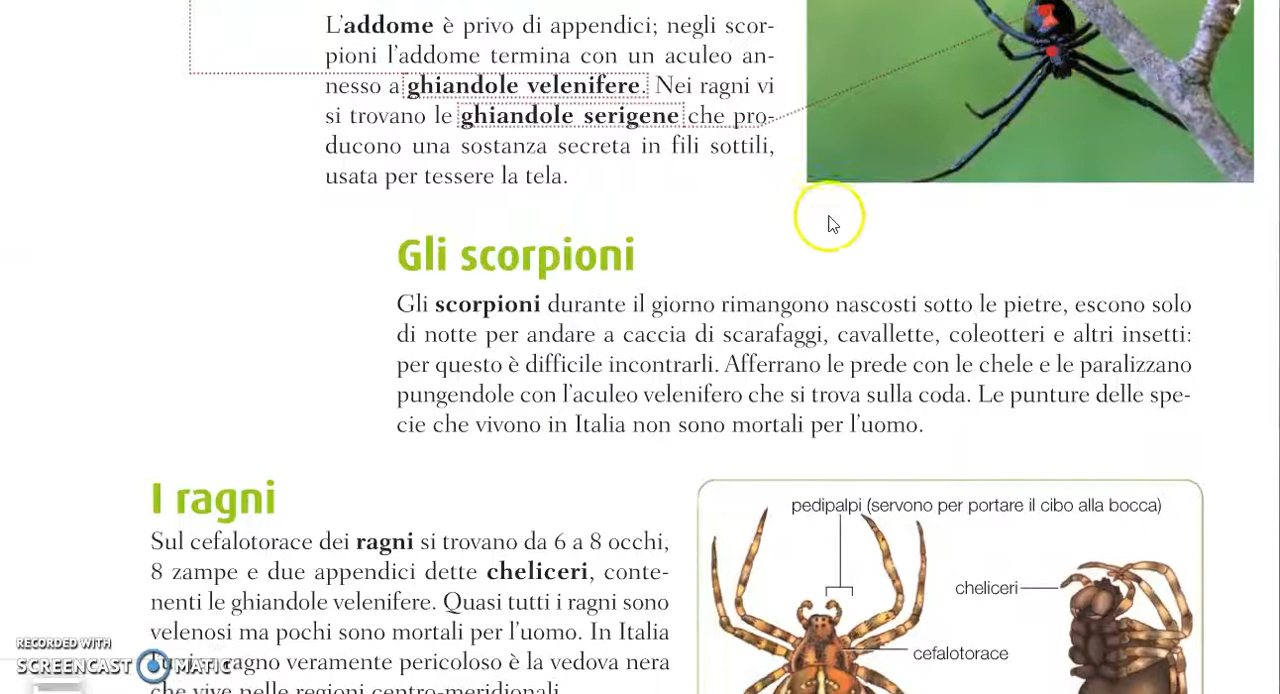 L'addome è privo di appendici; negli scor-
pioni l'addome termina con un aculeo an-
nesso a ghiandole velenifere. Nei ragni vi
si trovano le ghiandole serigene che pro-
ducono una sostanza secreta in fili sottili,
usata per tessere la tela.
Gli scorpioni
Gli scorpioni durante il giorno rimangono nascosti sotto le pietre, escono solo
di notte per andare a caccia di scarafaggi, cavallette, coleotteri e altri insetti:
per questo è difficile incontrarli. Afferrano le prede con le chele e le paralizzano
pungendole con l'aculeo velenifero che si trova sulla coda. Le punture delle spe-
cie che vivono in Italia non sono mortali per l'uomo.
I ragni
Sul cefalotorace dei ragni si trovano da 6 a 8 occhi,
8 zampe e due appendici dette cheliceri, conte-
nenti le ghiandole velenifere. Quasi tutti i ragni sono
velenosi ma pochi sono mortali per l'uomo. In Italia
ragno veramente pericoloso è la vedova nera
che vive nelle regioni centro-meridionali.
pedipalpi (servono per portare il cibo alla bocca)
cheliceri
cefalotorace
RECORDED WITH
SCREENCAST MATIC